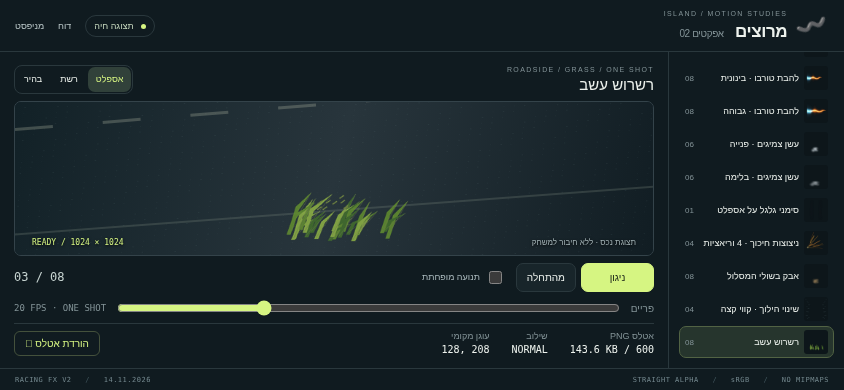 ISLAND / MOTION STUDIES
מרוצים אפקטים 02
תצוגה חיה
דוח
מניפסט
להבת טורבו · בינונית 08
להבת טורבו · גבוהה 08
עשן צמיגים · פנייה 06
עשן צמיגים · בלימה 06
סימני גלגל על אספלט 01
ניצוצות חיכוך · 4 וריאציות 04
אבק בשולי המסלול 08
שינוי הילוך · קווי קצה 04
רשרוש עשב 08
ROADSIDE / GRASS / ONE SHOT
רשרוש עשב
אספלט רשת בהיר
תצוגת נכס · ללא חיבור למשחק
READY / 1024 × 1024
ניגון
מהתחלה
תנועה מופחתת
03 / 08
פריים
20 FPS · ONE SHOT
אטלס PNG
143.6 KB / 600
שילוב
NORMAL
עוגן מקומי
128, 208
הורדת אטלס
RACING FX V2 / 14.11.2026
STRAIGHT ALPHA / sRGB / NO MIPMAPS